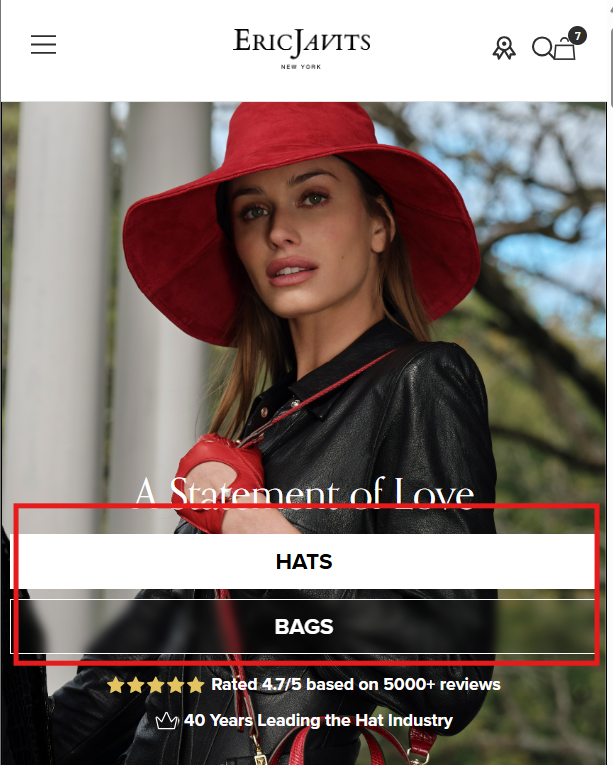 ERICJAVITS
NEW YORK
7
A Statement of Love
HATS
BAGS
Rated 4.7/5 based on 5000+ reviews
40 Years Leading the Hat Industry